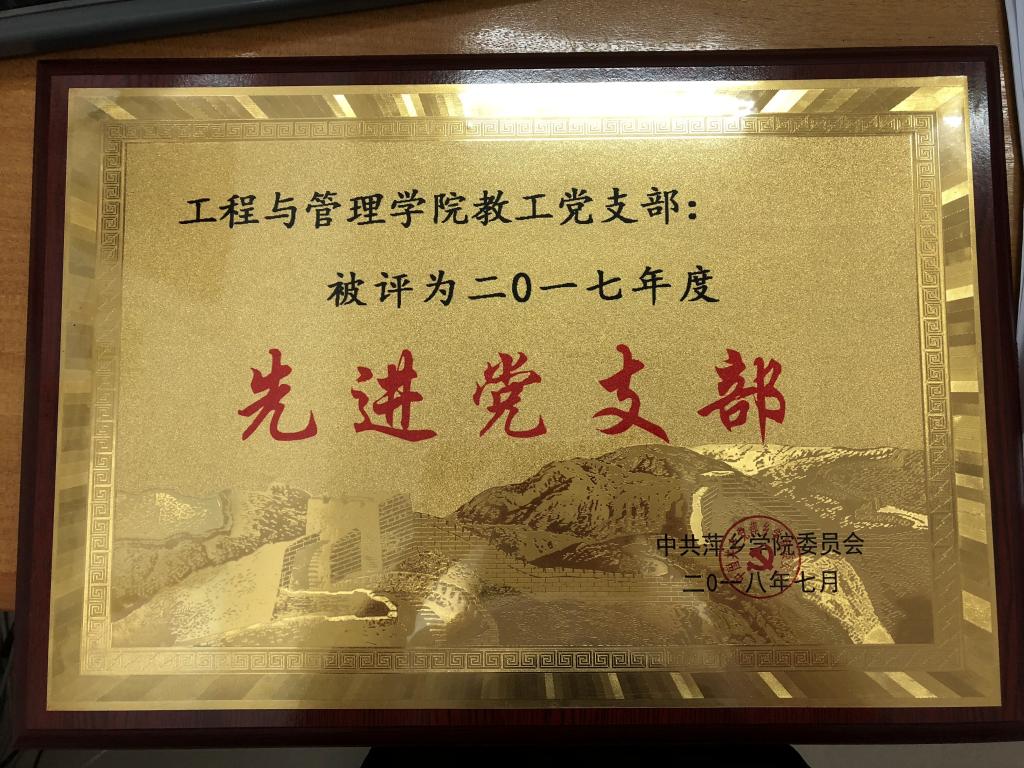 工程与管理学院教工党支部：
被评为二0一七年度
先进党支部
中共萍乡学院委员会
二0一八年七月